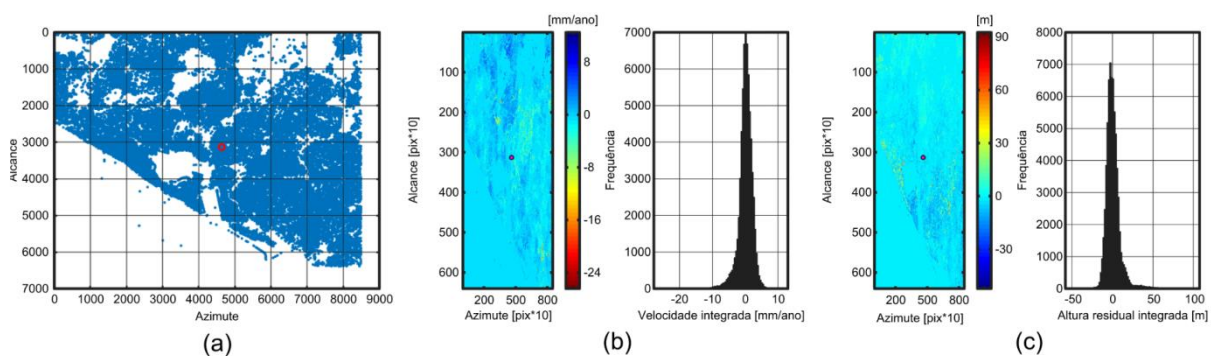 [mm/ano]
[m]
0
1000
2000
3000
4000
5000
6000
7000
Alcance
0 1000 2000 3000 4000 5000 6000 7000 8000 9000
Azimute
(a)
100
200
300
400
500
600
Alcance [pix*10]
200 500 800
Azimute [pix*10]
8
0
-8
-16
-24
7000
6000
5000
4000
3000
2000
1000
0
Frequência
-20 -10 0 10
Velocidade integrada [mm/ano]
(b)
100
200
300
400
500
600
Alcance [pix*10]
200 500 800
Azimute [pix*10]
90
60
30
0
-30
8000
7000
6000
5000
4000
3000
2000
1000
0
Frequência
-50 0 50 100
Altura residual integrada [m]
(c)